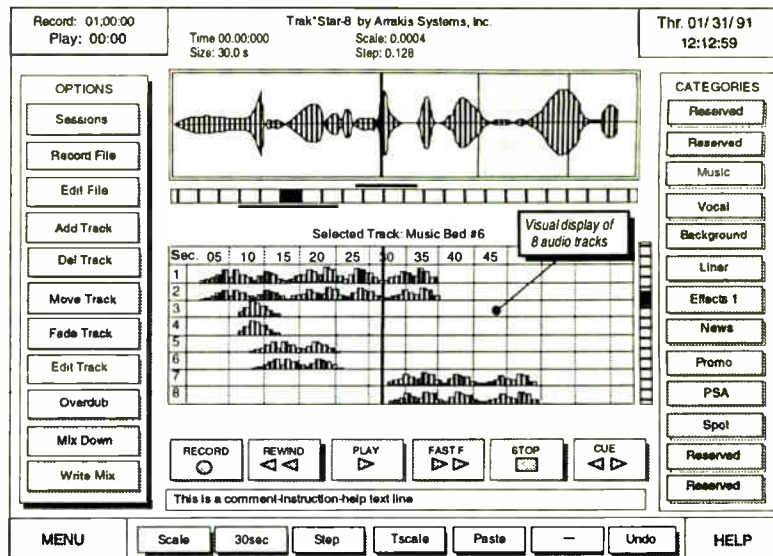 Record: 01:00:00
Play: 00:00
Trak*Star-8 by Arrakis Systems, Inc.
Time 00.00:000
Scale: 0.0004
Size: 30.0 s
Step: 0.128
Thr. 01/31/91
12:12:59
OPTIONS
Sessions
Record File
Edit File
Add Track
Del Track
Move Track
Fade Track
Edit Track
Overdub
Mix Down
Write Mix
Selected Track: Music Bed #6
Visual display of
8 audio tracks
Sec. 05 10 15 20 25 30 35 40 45
1
2
3
4
5
6
7
8
RECORD
REWIND
PLAY
FAST F
STOP
CUE
This is a comment-instruction-help text line
CATEGORIES
Reserved
Reserved
Music
Vocal
Background
Liner
Effects 1
News
Promo
PSA
Spot
Reserved
Reserved
MENU
Scale
30sec
Step
Tscale
Paste
—
Undo
HELP